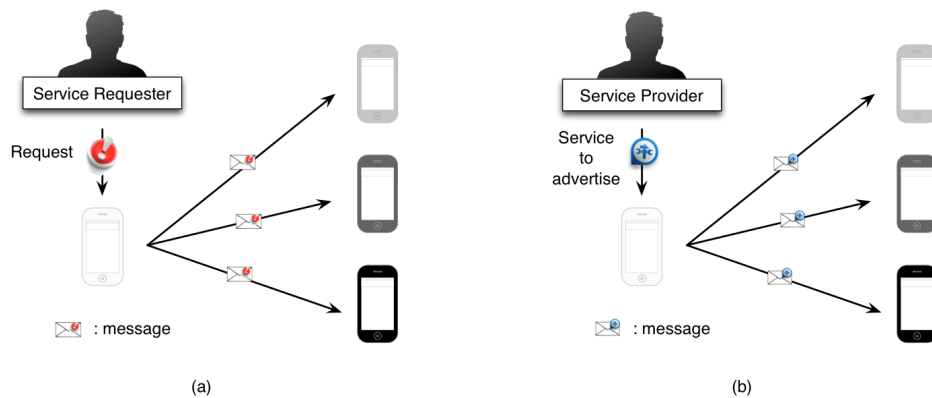 Service Requester
Request
: message
(a)
Service Provider
Service
to
advertise
: message
(b)